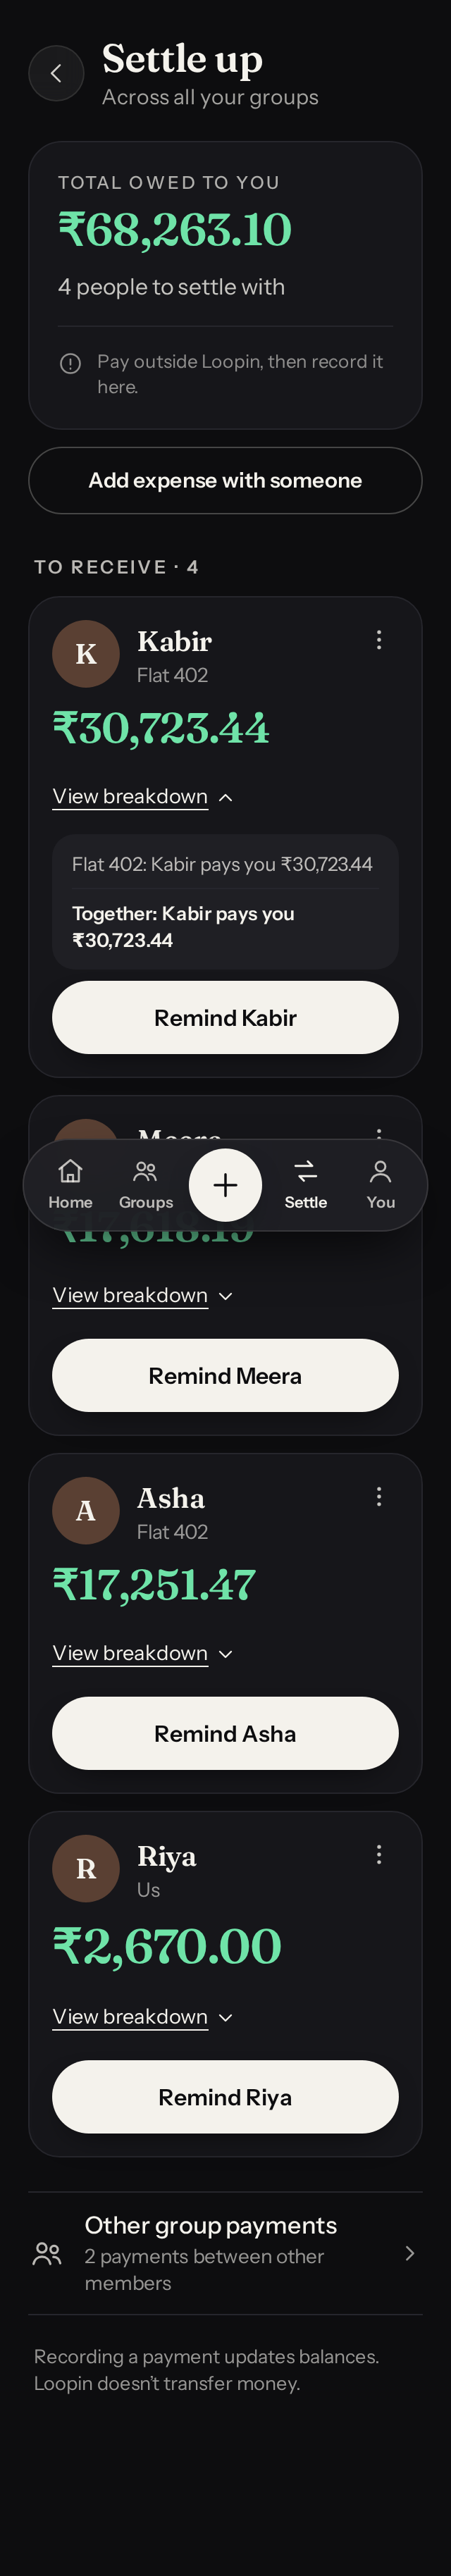 Settle up
Across all your groups
TOTAL OWED TO YOU
₹68,263.10
4 people to settle with
Pay outside Loopin, then record it
here.
Add expense with someone
TO RECEIVE · 4
K
Kabir
Flat 402
₹30,723.44
View breakdown
Flat 402: Kabir pays you ₹30,723.44
Together: Kabir pays you
₹30,723.44
Remind Kabir
Meera
Home
Groups
Settle
You
₹17,618.19
View breakdown
Remind Meera
A
Asha
Flat 402
₹17,251.47
View breakdown
Remind Asha
R
Riya
Us
₹2,670.00
View breakdown
Remind Riya
Other group payments
2 payments between other
members
Recording a payment updates balances.
Loopin doesn't transfer money.